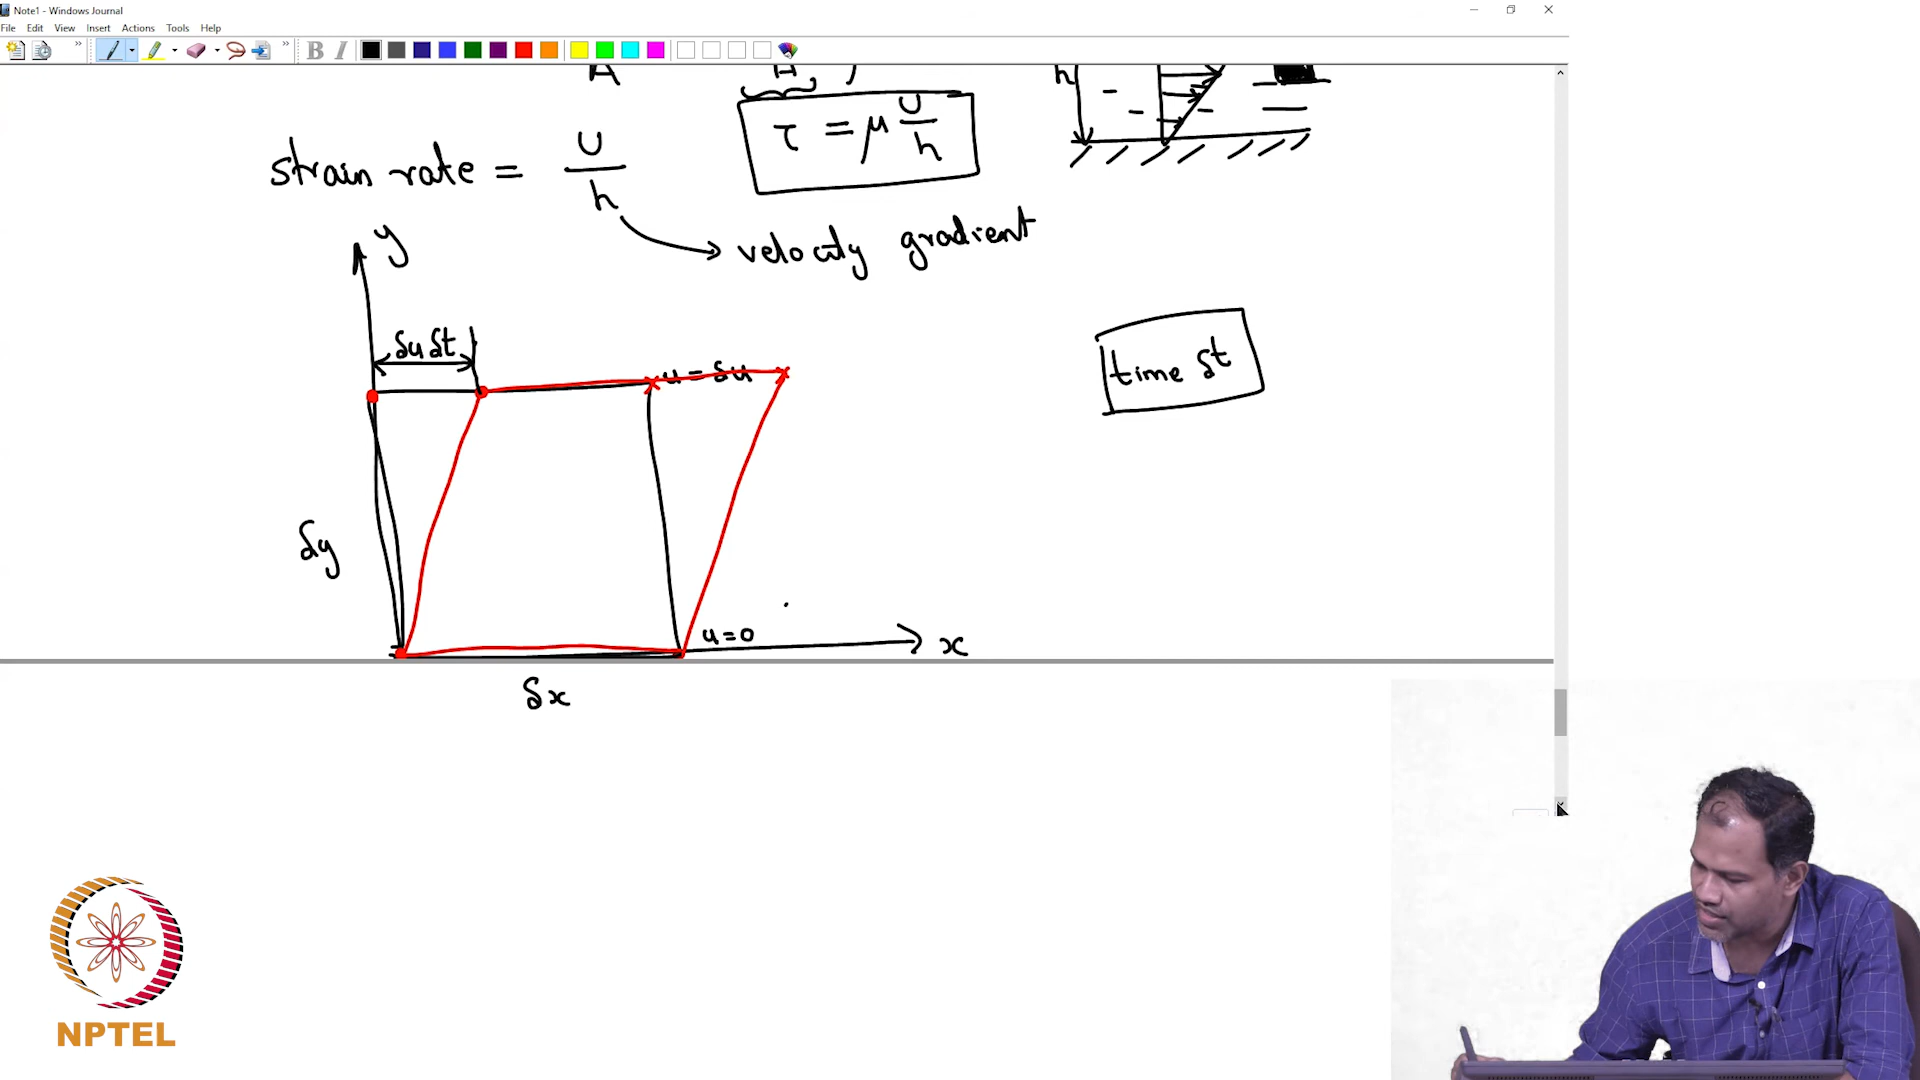 Note1 - Windows Journal
File Edit View Insert Actions Tools Help
B I
A A
h
τ = μ U/h
strain rate = U/h
velocity gradient
y
δu δt
u = δu
time δt
δy
u=0
x
δx
NPTEL